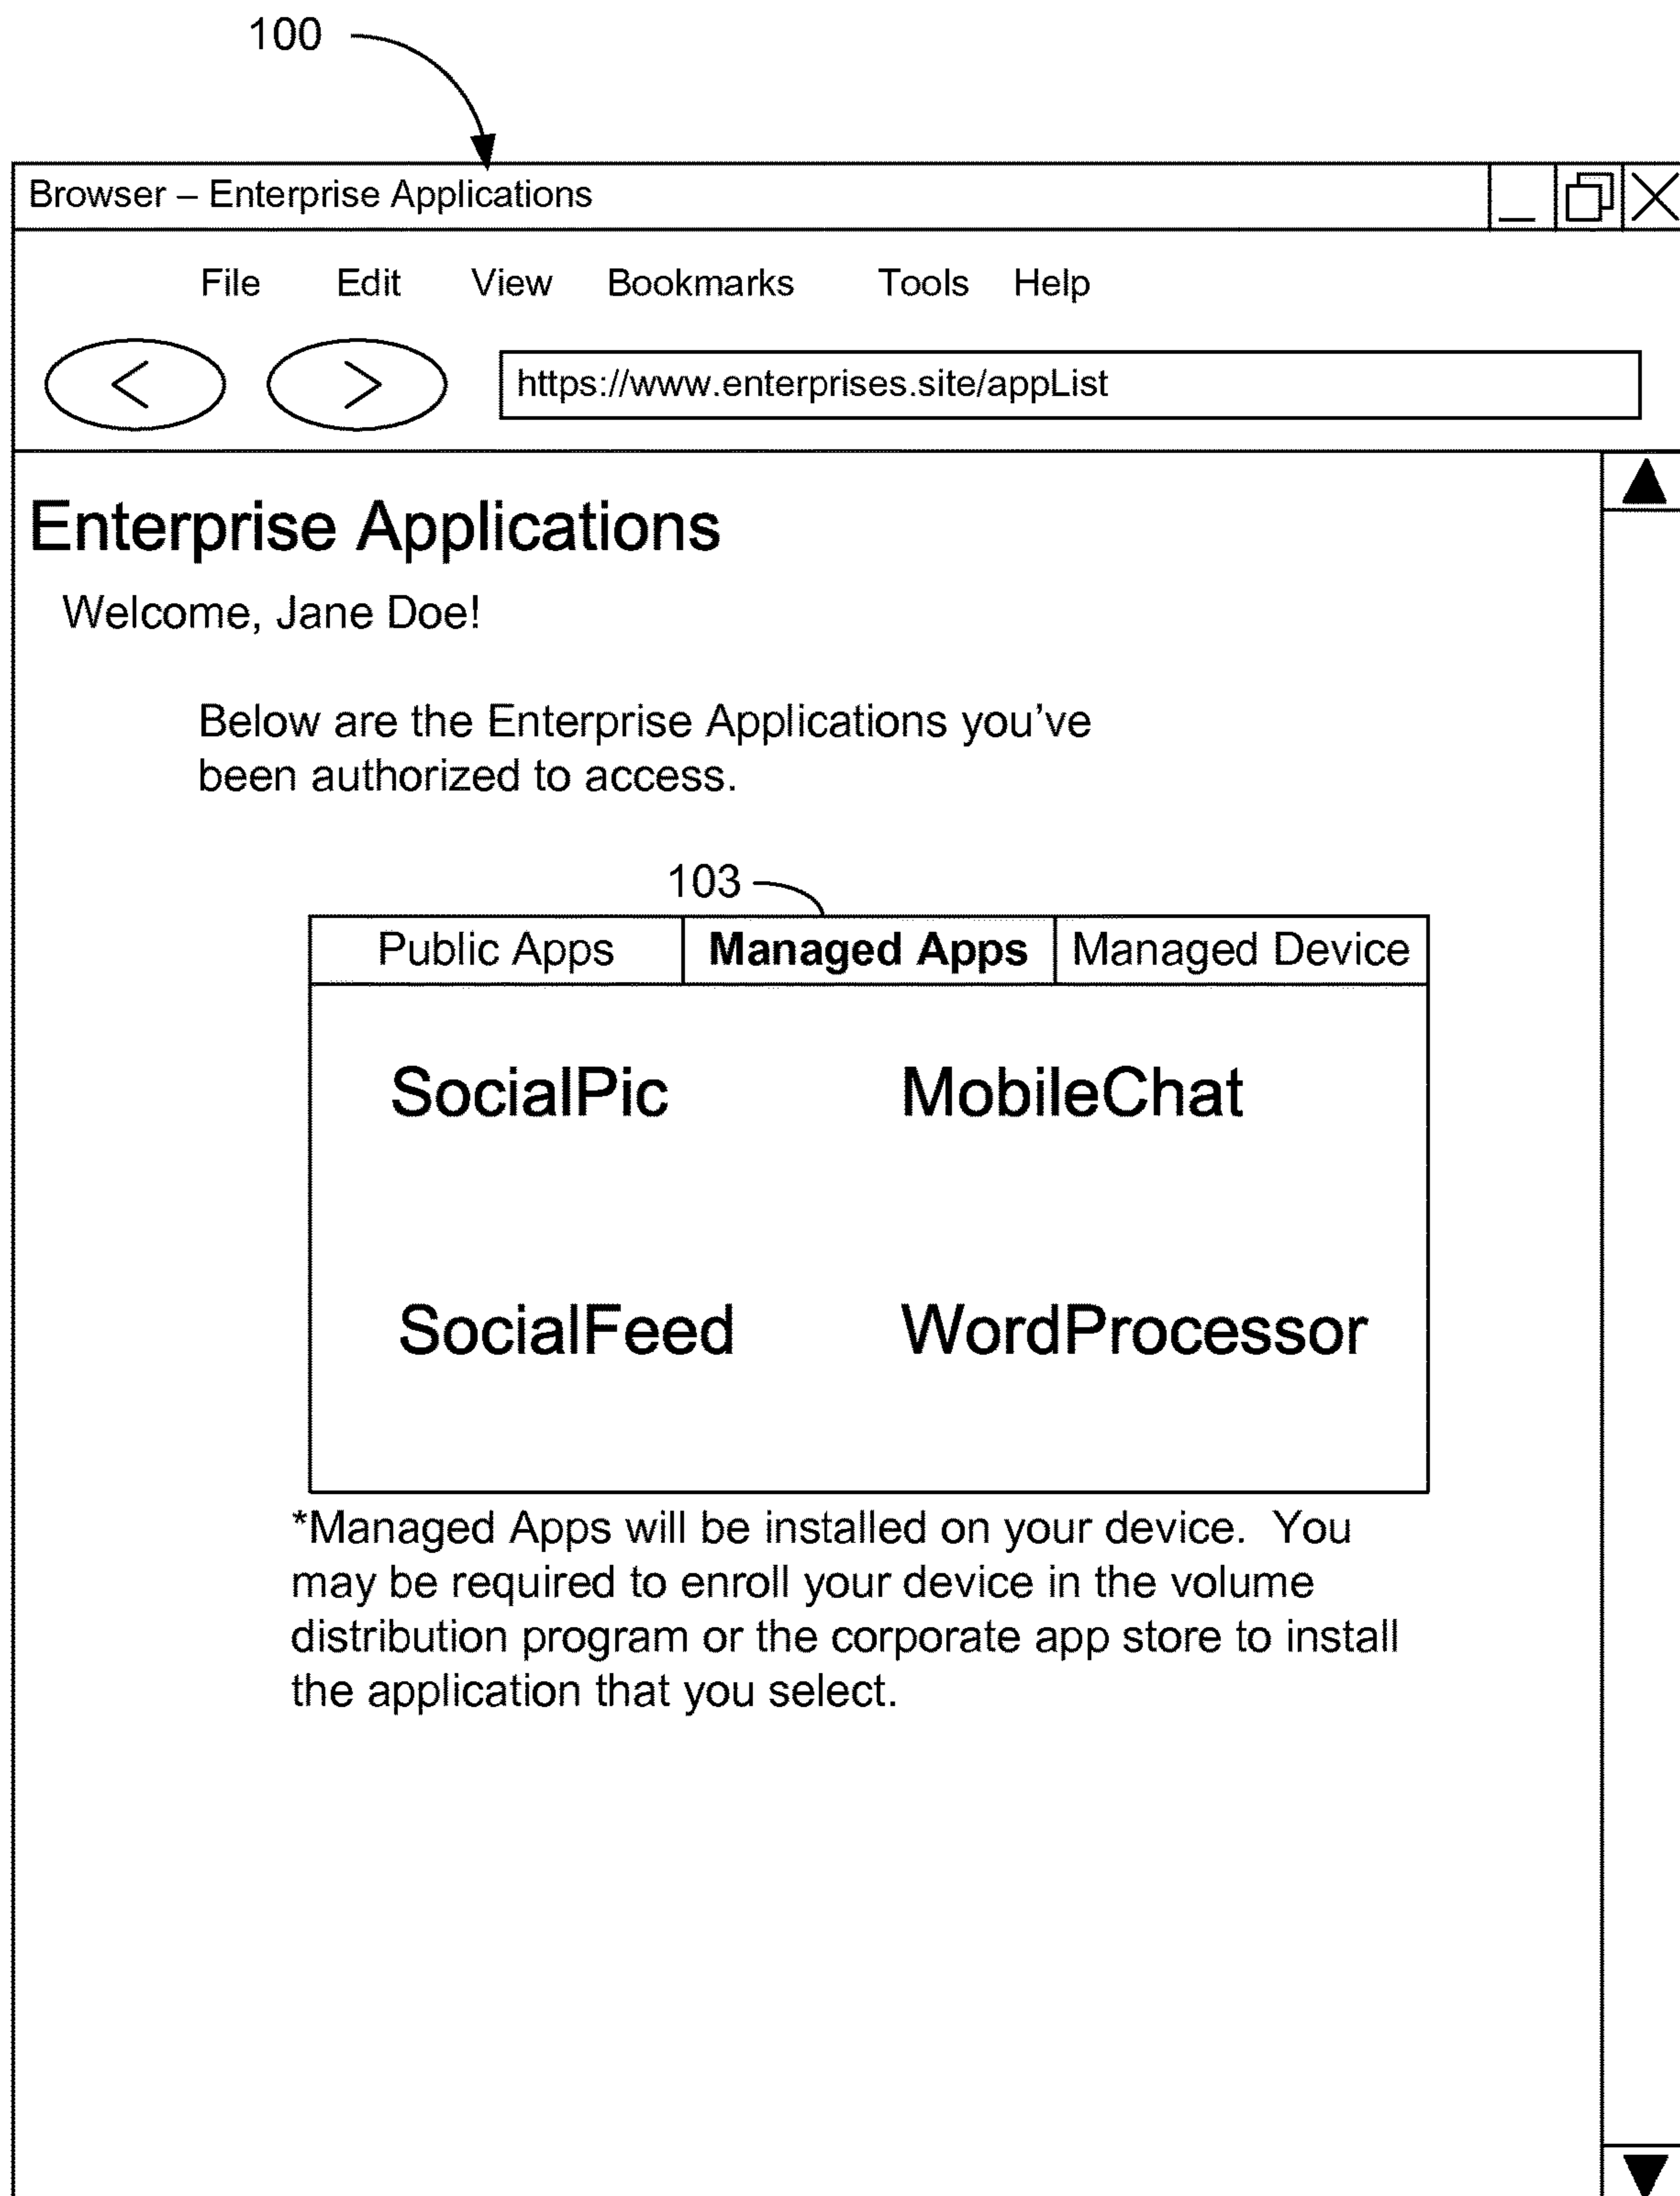 100
Browser – Enterprise Applications
File Edit View Bookmarks Tools Help
< > https://www.enterprises.site/appList
Enterprise Applications
Welcome, Jane Doe!
Below are the Enterprise Applications you've
been authorized to access.
103
Public Apps Managed Apps Managed Device
SocialPic MobileChat
SocialFeed WordProcessor
*Managed Apps will be installed on your device. You
may be required to enroll your device in the volume
distribution program or the corporate app store to install
the application that you select.